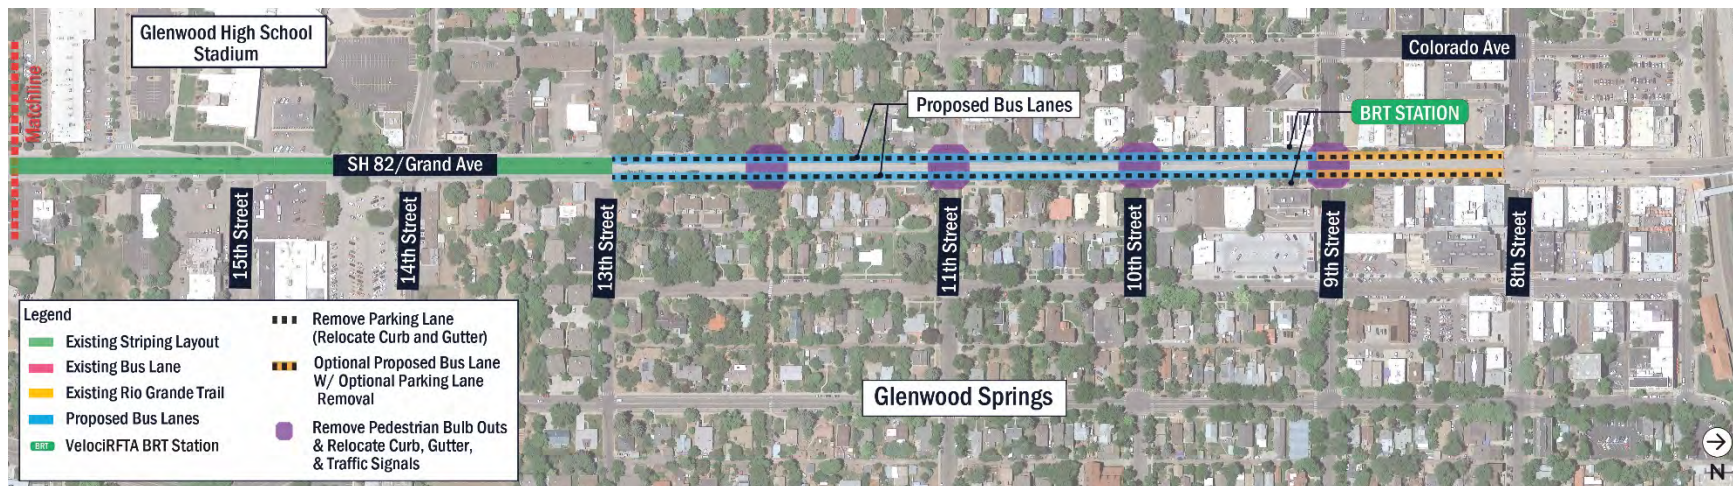 Glenwood High School
Stadium
Colorado Ave
Matchline
Proposed Bus Lanes
BRT STATION
SH 82/Grand Ave
15th Street
14th Street
13th Street
11th Street
10th Street
9th Street
8th Street
Legend
Existing Striping Layout
Existing Bus Lane
Existing Rio Grande Trail
Proposed Bus Lanes
BRT VelociRFTA BRT Station
Remove Parking Lane
(Relocate Curb and Gutter)
Optional Proposed Bus Lane
W/ Optional Parking Lane
Removal
Remove Pedestrian Bulb Outs
& Relocate Curb, Gutter,
& Traffic Signals
Glenwood Springs
N